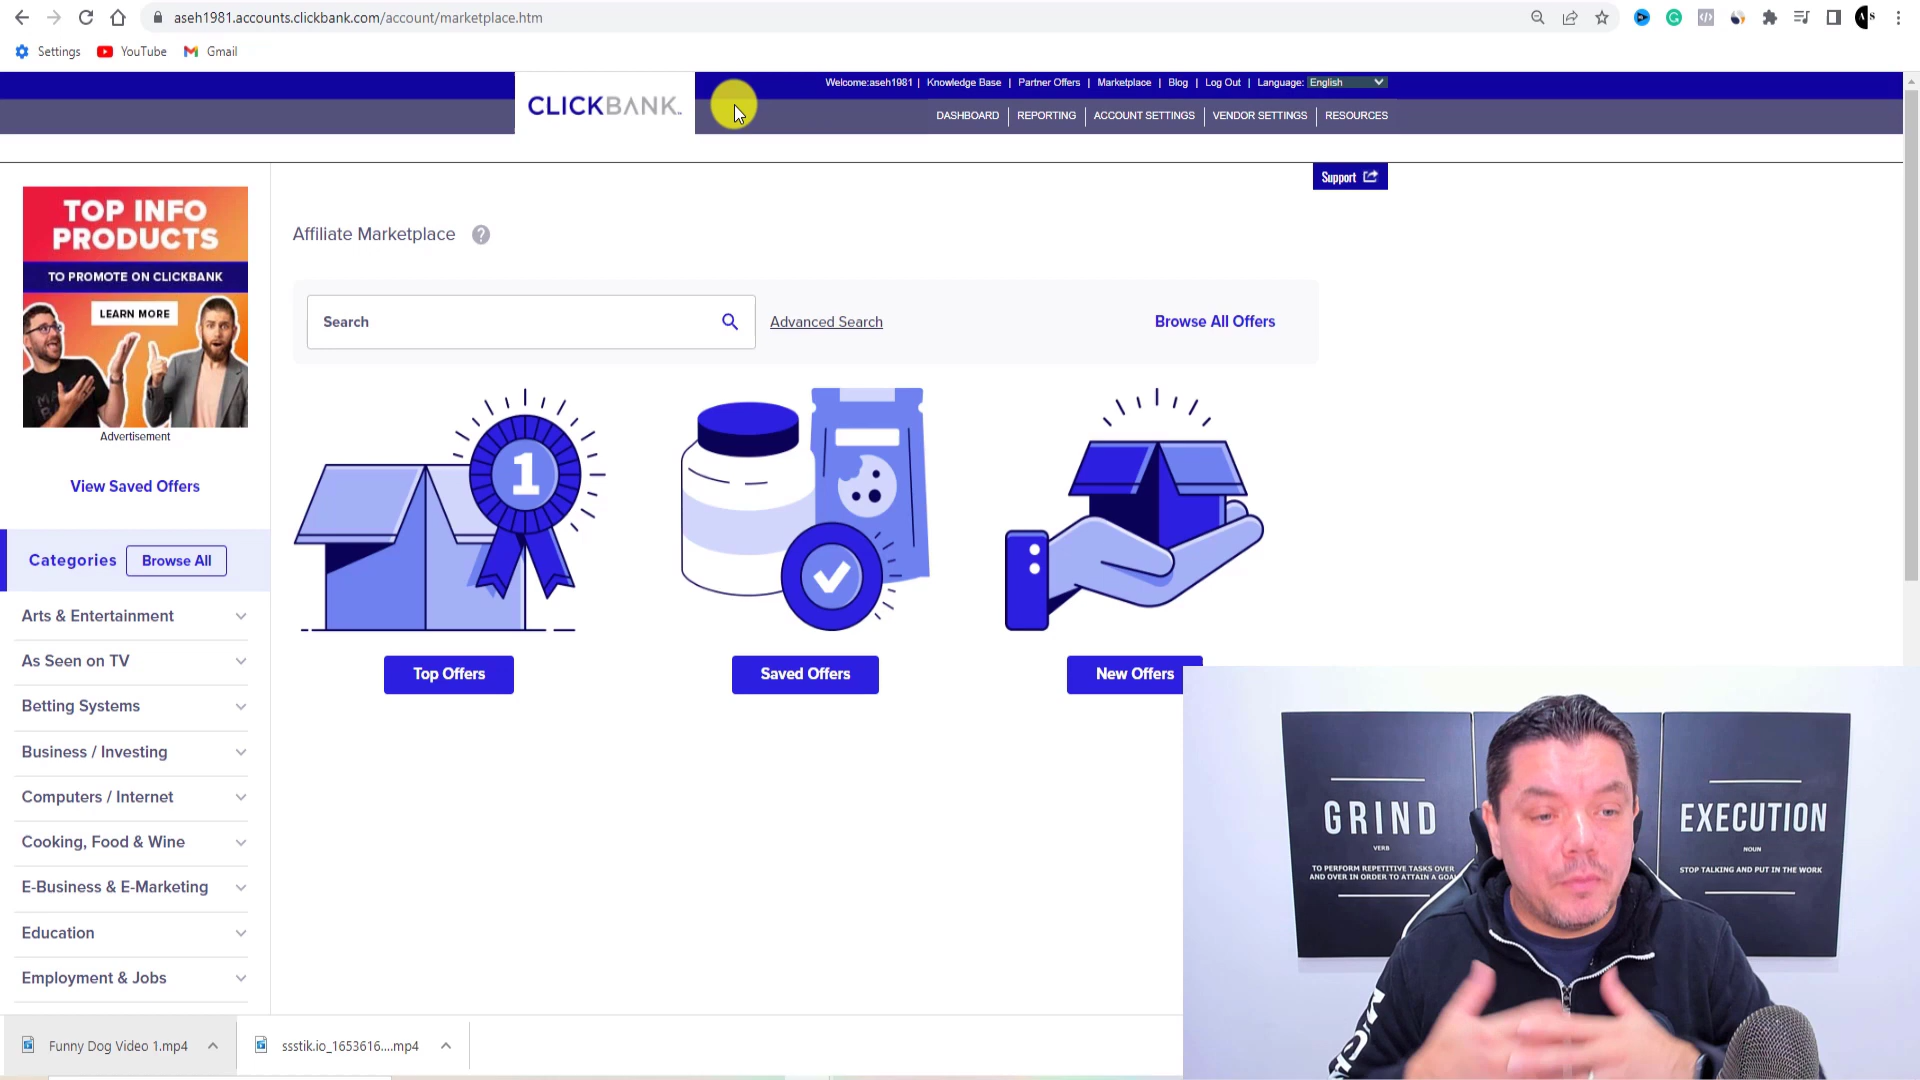 aseh1981.accounts.clickbank.com/account/marketplace.htm
Settings YouTube Gmail
Welcome:aseh1981 | Knowledge Base | Partner Offers | Marketplace | Blog | Log Out | Language: English
CLICKBANK
DASHBOARD REPORTING ACCOUNT SETTINGS VENDOR SETTINGS RESOURCES
Support
TOP INFO
PRODUCTS
TO PROMOTE ON CLICKBANK
LEARN MORE
Advertisement
View Saved Offers
Categories Browse All
Arts & Entertainment
As Seen on TV
Betting Systems
Business / Investing
Computers / Internet
Cooking, Food & Wine
E-Business & E-Marketing
Education
Employment & Jobs
Affiliate Marketplace ?
Search
Advanced Search
Browse All Offers
1
Top Offers
Saved Offers
New Offers
GRIND
VERB
TO PERFORM REPETITIVE TASKS OVER
AND OVER IN ORDER TO ATTAIN A GOAL
EXECUTION
NOUN
STOP TALKING AND PUT IN THE WORK
Funny Dog Video 1.mp4
ssstik.io_1653616....mp4